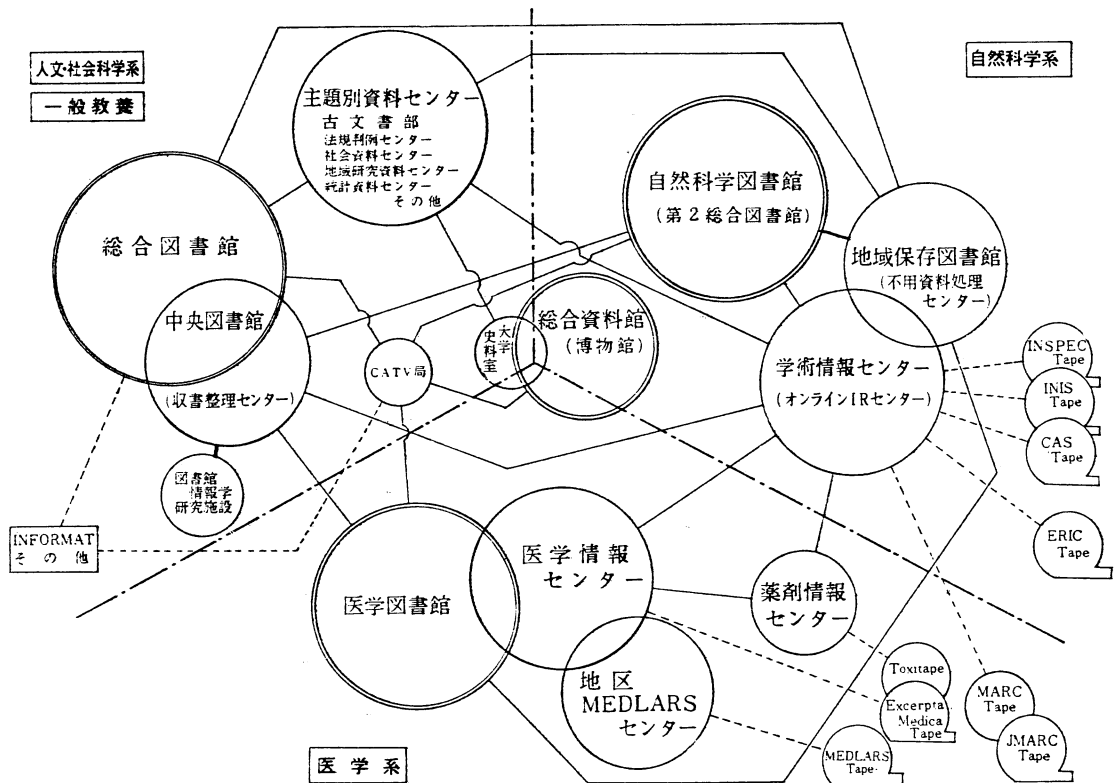 人文・社会科学系
一般教養
自然科学系
主題別資料センター
古文書部
法規判例センター
社会資料センター
地域研究資料センター
統計資料センター
その他
自然科学図書館
(第2総合図書館)
総合図書館
地域保存図書館
(不用資料処理
センター)
中央図書館
(収書整理センター)
CATV局
大学
史料室
総合資料館
(博物館)
学術情報センター
(オンラインIRセンター)
INSPEC
Tape
INIS
Tape
CAS
Tape
ERIC
Tape
図書館
情報学
研究施設
INFORMAT
その他
医学図書館
医学情報
センター
薬剤情報
センター
地区
MEDLARS
センター
Toxitape
Excerpta
Medica
Tape
MEDLARS
Tape
MARC
Tape
JMARC
Tape
医学系